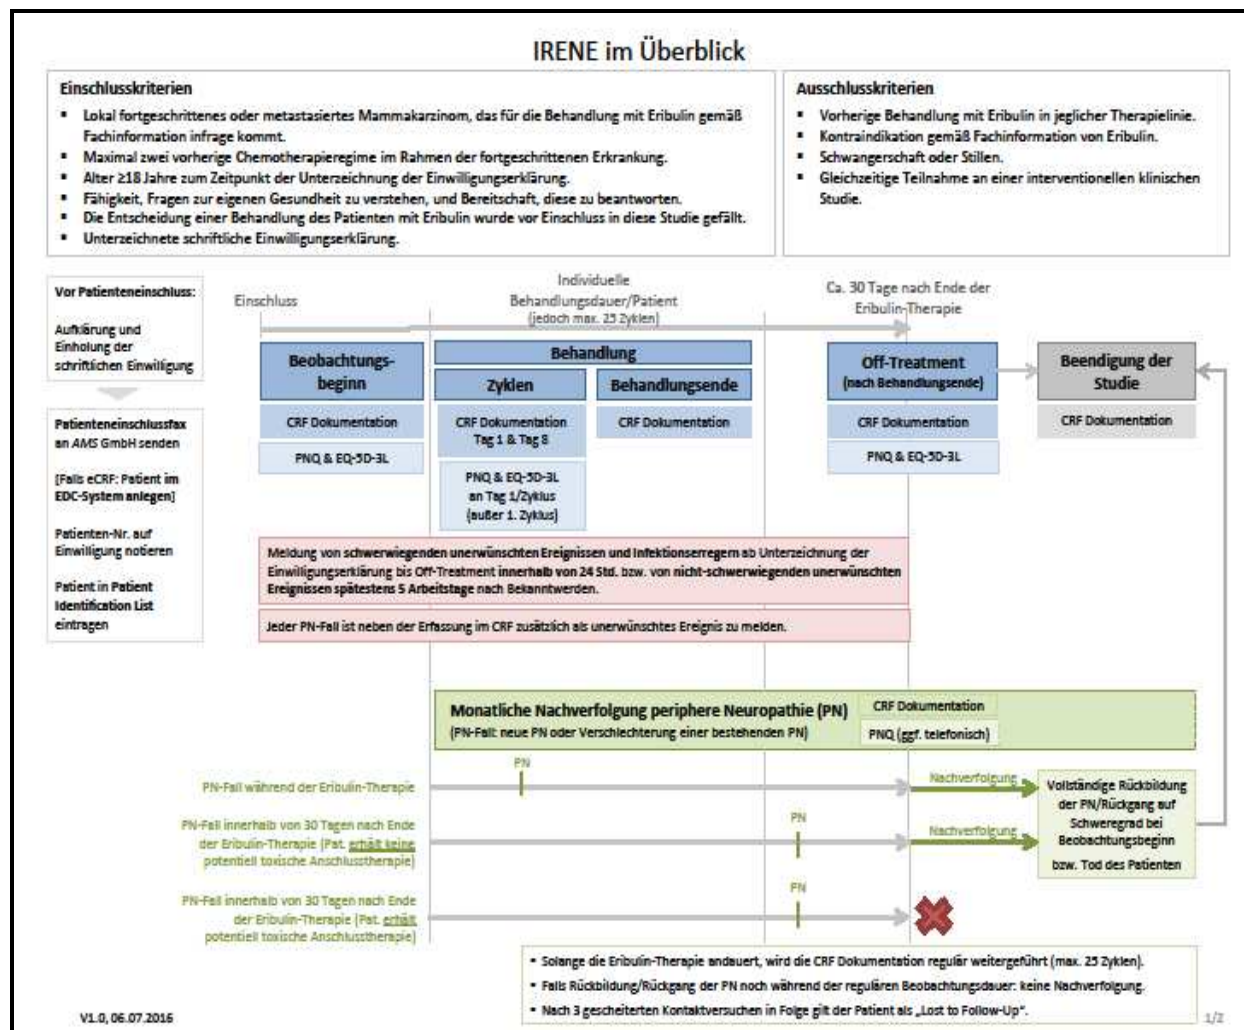 IRENE im Überblick
Einschlusskriterien
▪ Lokal fortgeschrittenes oder metastasiertes Mammakarzinom, das für die Behandlung mit Eribulin gemäß
Fachinformation infrage kommt.
▪ Maximal zwei vorherige Chemotherapieregime im Rahmen der fortgeschrittenen Erkrankung.
▪ Alter ≥18 Jahre zum Zeitpunkt der Unterzeichnung der Einwilligungserklärung.
▪ Fähigkeit, Fragen zur eigenen Gesundheit zu verstehen, und Bereitschaft, diese zu beantworten.
▪ Die Entscheidung einer Behandlung des Patienten mit Eribulin wurde vor Einschluss in diese Studie gefällt.
▪ Unterzeichnete schriftliche Einwilligungserklärung.
Ausschlusskriterien
▪ Vorherige Behandlung mit Eribulin in jeglicher Therapielinie.
▪ Kontraindikation gemäß Fachinformation von Eribulin.
▪ Schwangerschaft oder Stillen.
▪ Gleichzeitige Teilnahme an einer interventionellen klinischen
Studie.
Vor Patienteneinschluss:
Aufklärung und
Einholung der
schriftlichen Einwilligung
Patienteneinschlussfax
an AMS GmbH senden
[Falls eCRF: Patient im
EDC-System anlegen]
Patienten-Nr. auf
Einwilligung notieren
Patient in Patient
Identification List
eintragen
Einschluss
Individuelle
Behandlungsdauer/Patient
(jedoch max. 25 Zyklen)
Ca. 30 Tage nach Ende der
Eribulin-Therapie
Beobachtungs-
beginn
CRF Dokumentation
PNQ & EQ-5D-3L
Behandlung
Zyklen
CRF Dokumentation
Tag 1 & Tag 8
PNQ & EQ-5D-3L
an Tag 1/Zyklus
(außer 1. Zyklus)
Behandlungsende
CRF Dokumentation
Off-Treatment
(nach Behandlungsende)
CRF Dokumentation
PNQ & EQ-5D-3L
Beendigung der
Studie
CRF Dokumentation
Meldung von schwerwiegenden unerwünschten Ereignissen und Infektionserregern ab Unterzeichnung der
Einwilligungserklärung bis Off-Treatment innerhalb von 24 Std. bzw. von nicht-schwerwiegenden unerwünschten
Ereignissen spätestens 5 Arbeitstage nach Bekanntwerden.
Jeder PN-Fall ist neben der Erfassung im CRF zusätzlich als unerwünschtes Ereignis zu melden.
Monatliche Nachverfolgung periphere Neuropathie (PN)
(PN-Fall: neue PN oder Verschlechterung einer bestehenden PN)
CRF Dokumentation
PNQ (ggf. telefonisch)
PN-Fall während der Eribulin-Therapie
PN
Nachverfolgung
PN-Fall innerhalb von 30 Tagen nach Ende
der Eribulin-Therapie (Pat. erhält keine
potentiell toxische Anschlusstherapie)
PN
Nachverfolgung
Vollständige Rückbildung
der PN/Rückgang auf
Schweregrad bei
Beobachtungsbeginn
bzw. Tod des Patienten
PN-Fall innerhalb von 30 Tagen nach Ende
der Eribulin-Therapie (Pat. erhält
potentiell toxische Anschlusstherapie)
PN
▪ Solange die Eribulin-Therapie andauert, wird die CRF Dokumentation regulär weitergeführt (max. 25 Zyklen).
▪ Falls Rückbildung/Rückgang der PN noch während der regulären Beobachtungsdauer: keine Nachverfolgung.
▪ Nach 3 gescheiterten Kontaktversuchen in Folge gilt der Patient als „Lost to Follow-Up“.
V1.0, 06.07.2016
1/2